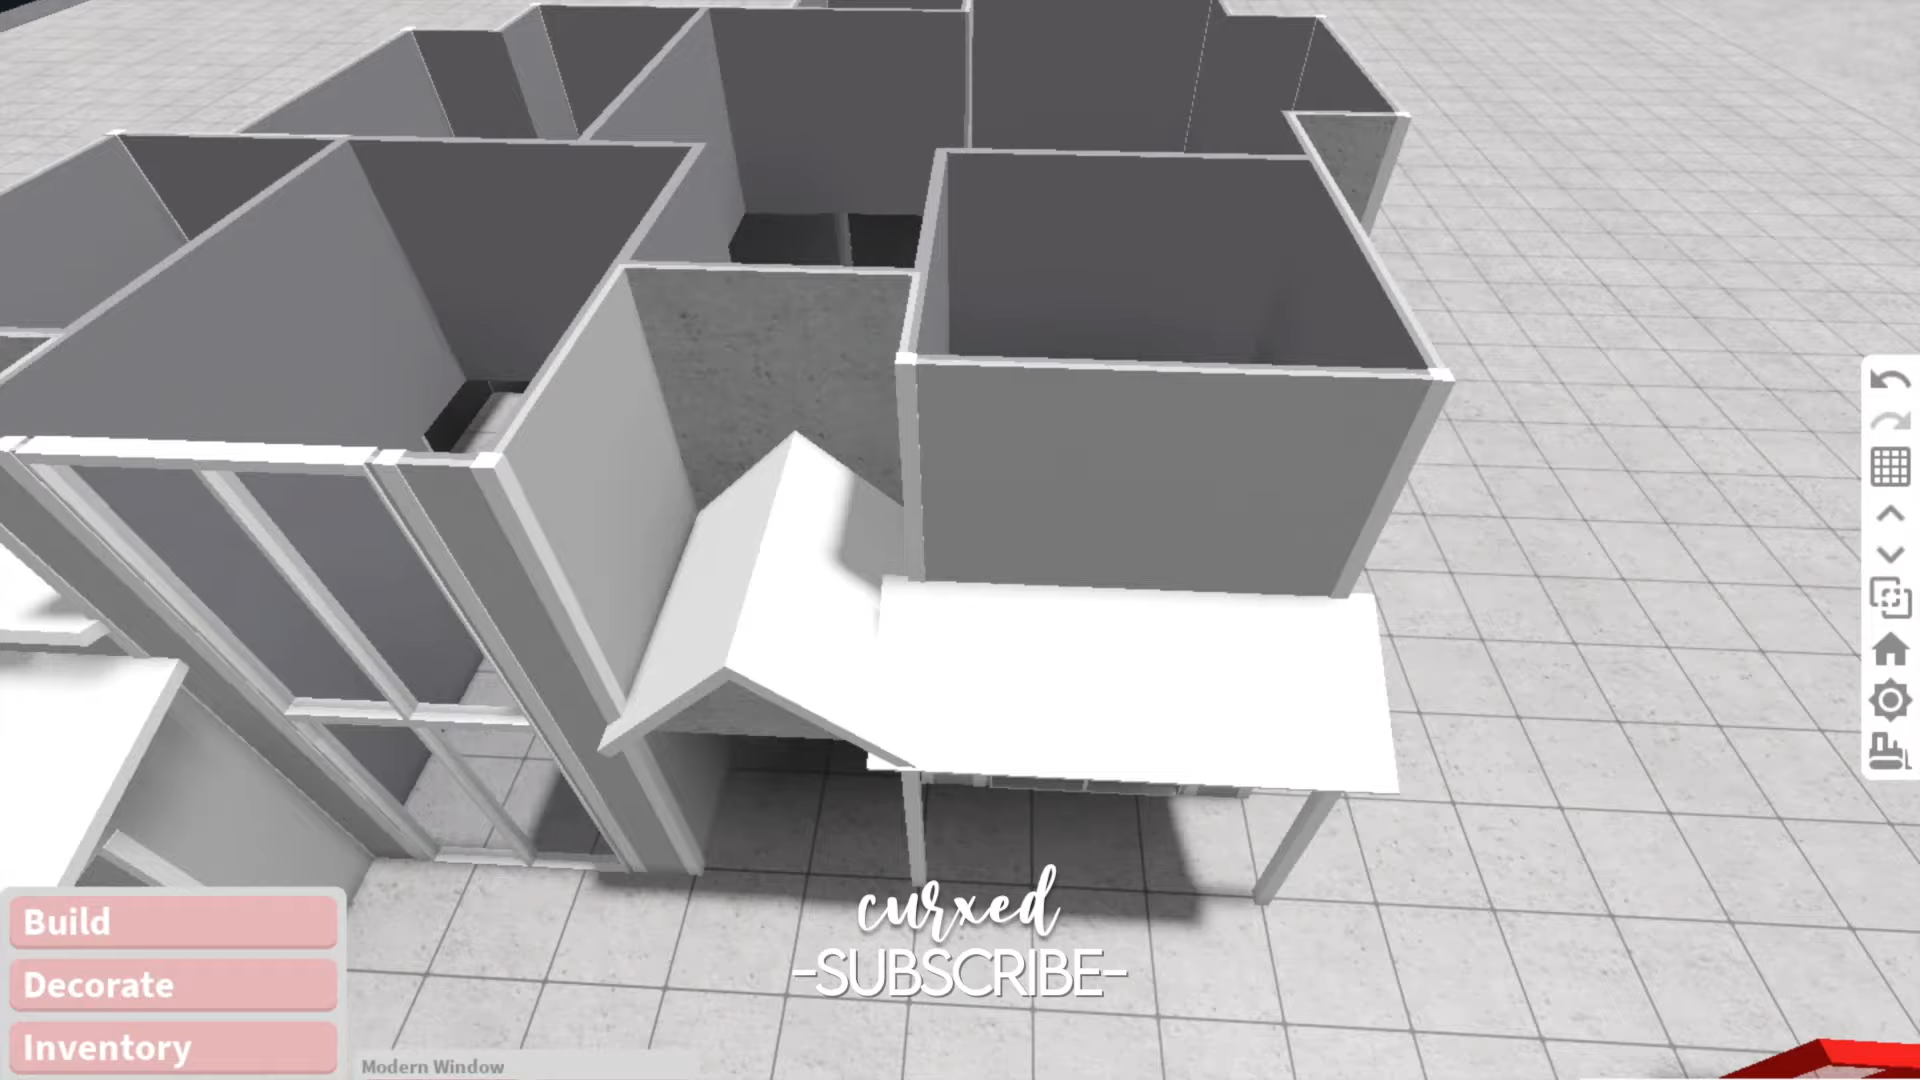 curxed
-SUBSCRIBE-
Build
Decorate
Inventory
Modern Window